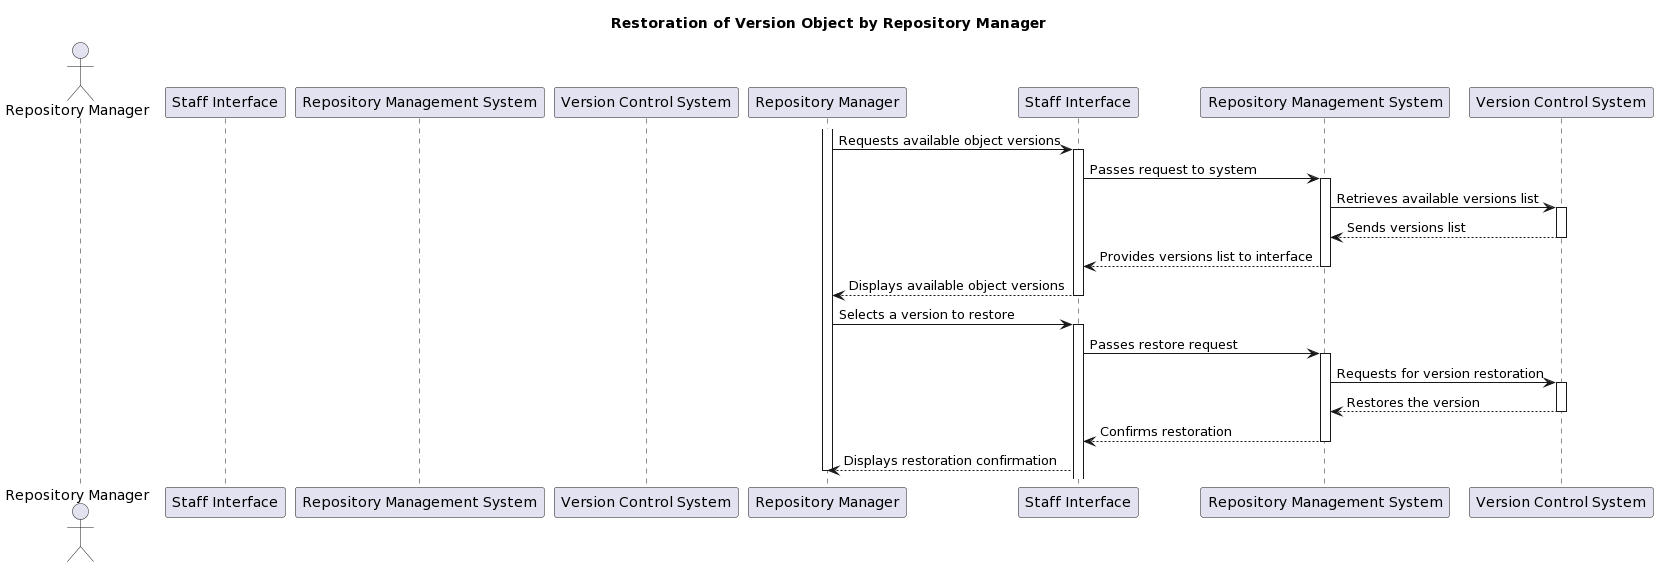 Restoration of Version Object by Repository Manager
Repository Manager
Staff Interface
Repository Management System
Version Control System
Repository Manager
Staff Interface
Repository Management System
Version Control System
Requests available object versions
Passes request to system
Retrieves available versions list
Sends versions list
Provides versions list to interface
Displays available object versions
Selects a version to restore
Passes restore request
Requests for version restoration
Restores the version
Confirms restoration
Displays restoration confirmation
Repository Manager
Staff Interface
Repository Management System
Version Control System
Repository Manager
Staff Interface
Repository Management System
Version Control System